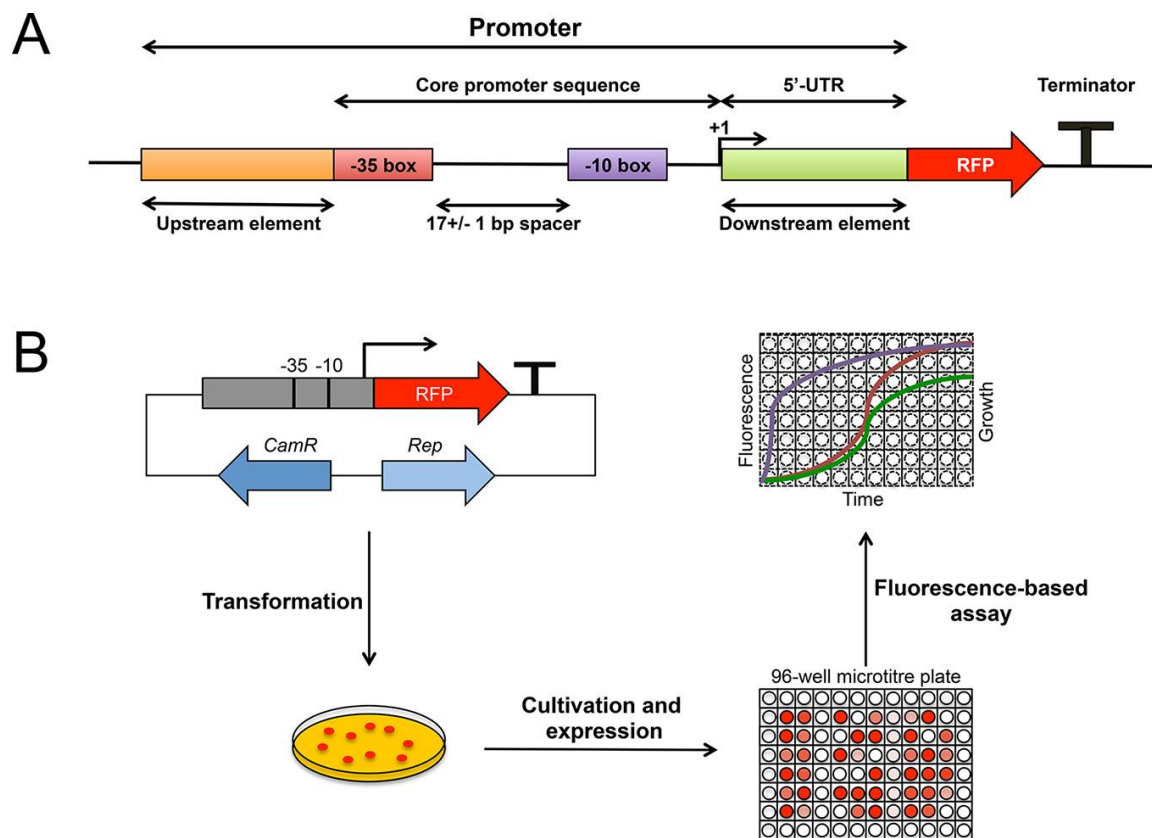 A
Promoter
Core promoter sequence
5’-UTR
Terminator
+1
-35 box
-10 box
RFP
Upstream element
17+/- 1 bp spacer
Downstream element
B
-35 -10
RFP
CamR
Rep
Fluorescence
Growth
Time
Transformation
Fluorescence-based
assay
Cultivation and
expression
96-well microtitre plate